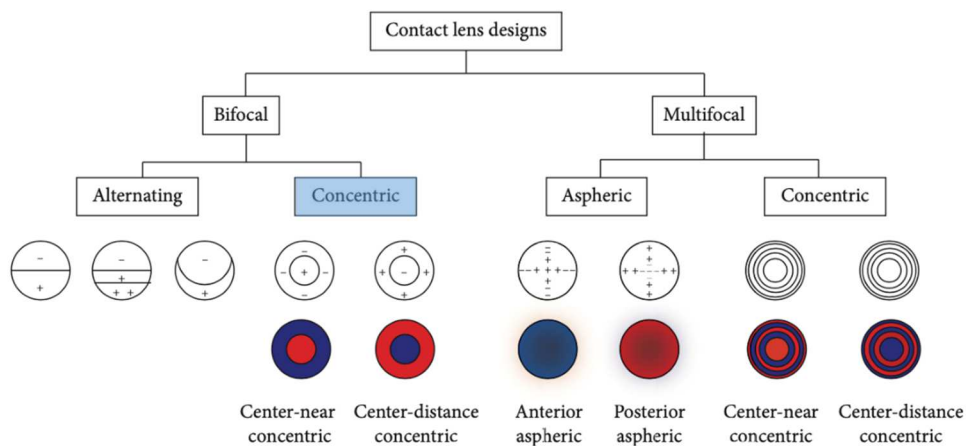 Contact lens designs
Bifocal
Multifocal
Alternating
Concentric
Aspheric
Concentric
− + − + ++ − + − − + − − + + − + + − − −−+++−− − − + + ++−−−++ + +
Center-near
concentric
Center-distance
concentric
Anterior
aspheric
Posterior
aspheric
Center-near
concentric
Center-distance
concentric